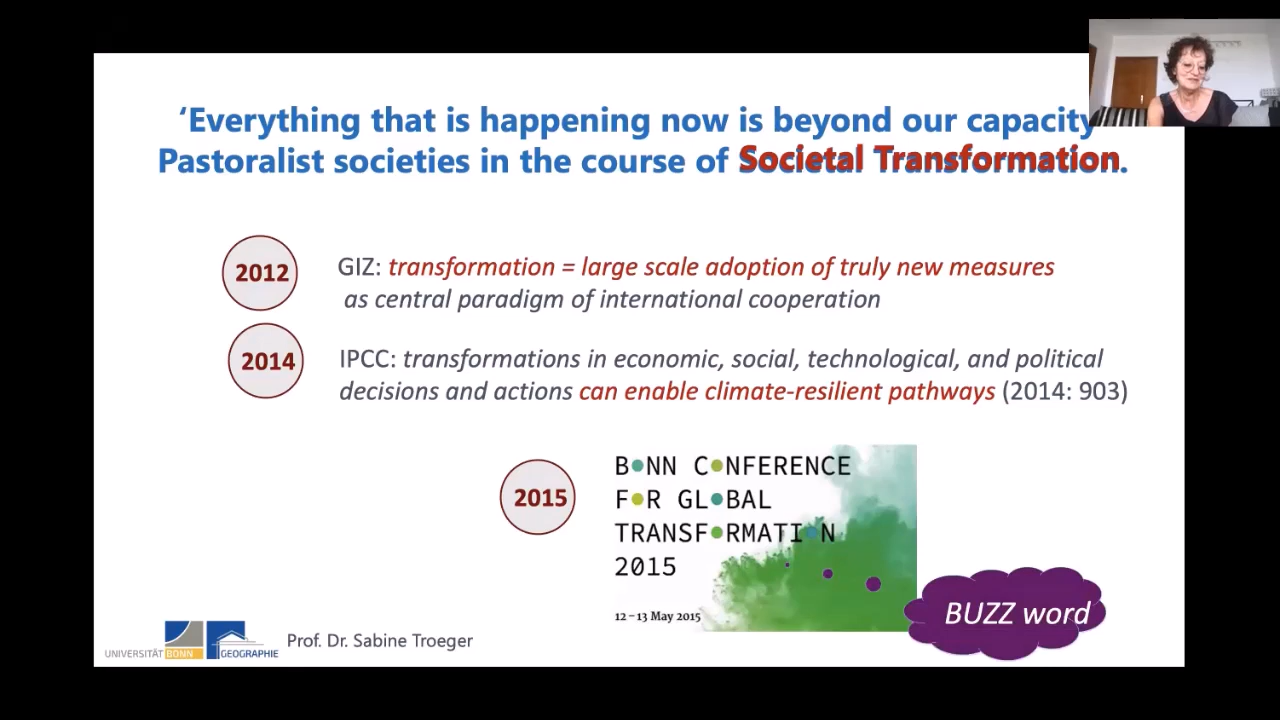 ‘Everything that is happening now is beyond our capacity
Pastoralist societies in the course of Societal Transformation.
2012
GIZ: transformation = large scale adoption of truly new measures
as central paradigm of international cooperation
2014
IPCC: transformations in economic, social, technological, and political
decisions and actions can enable climate-resilient pathways (2014: 903)
2015
BONN CONFERENCE
FOR GLOBAL
TRANSFORMATION
2015
12 – 13 May 2015
BUZZ word
UNIVERSITÄT BONN
GEOGRAPHIE
Prof. Dr. Sabine Troeger